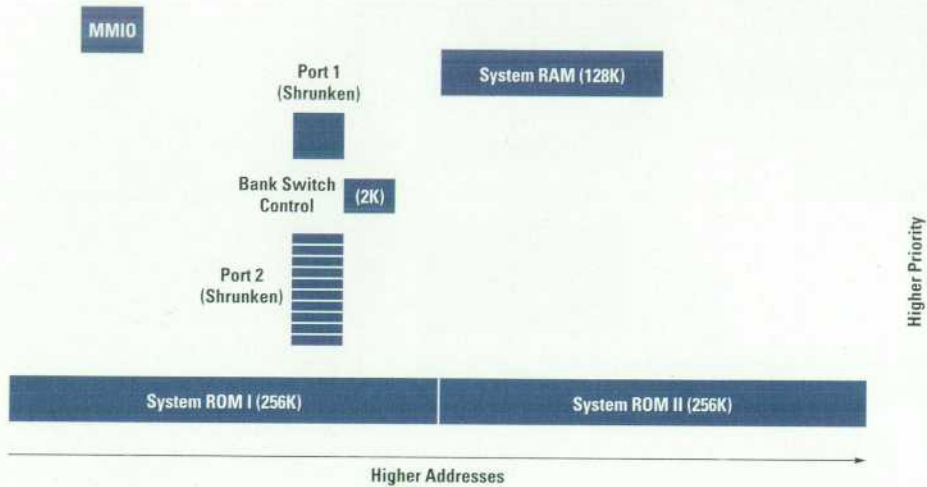 MMIO
System RAM (128K)
Port 1
(Shrunken)
Bank Switch
Control
(2K)
Port 2
(Shrunken)
Higher Priority
System ROM I (256K)
System ROM II (256K)
Higher Addresses